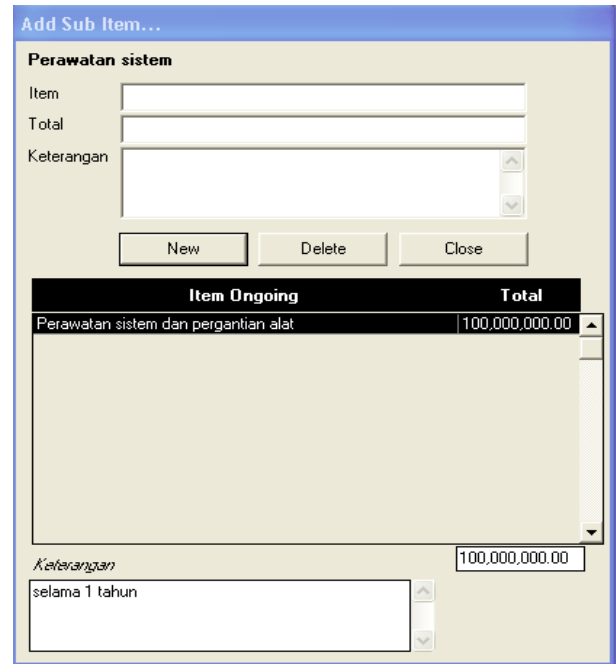 Add Sub Item...
Perawatan sistem
Item
Total
Keterangan
New Delete Close
Item Ongoing Total
Perawatan sistem dan pergantian alat 100,000,000.00
100,000,000.00
Keterangan
selama 1 tahun